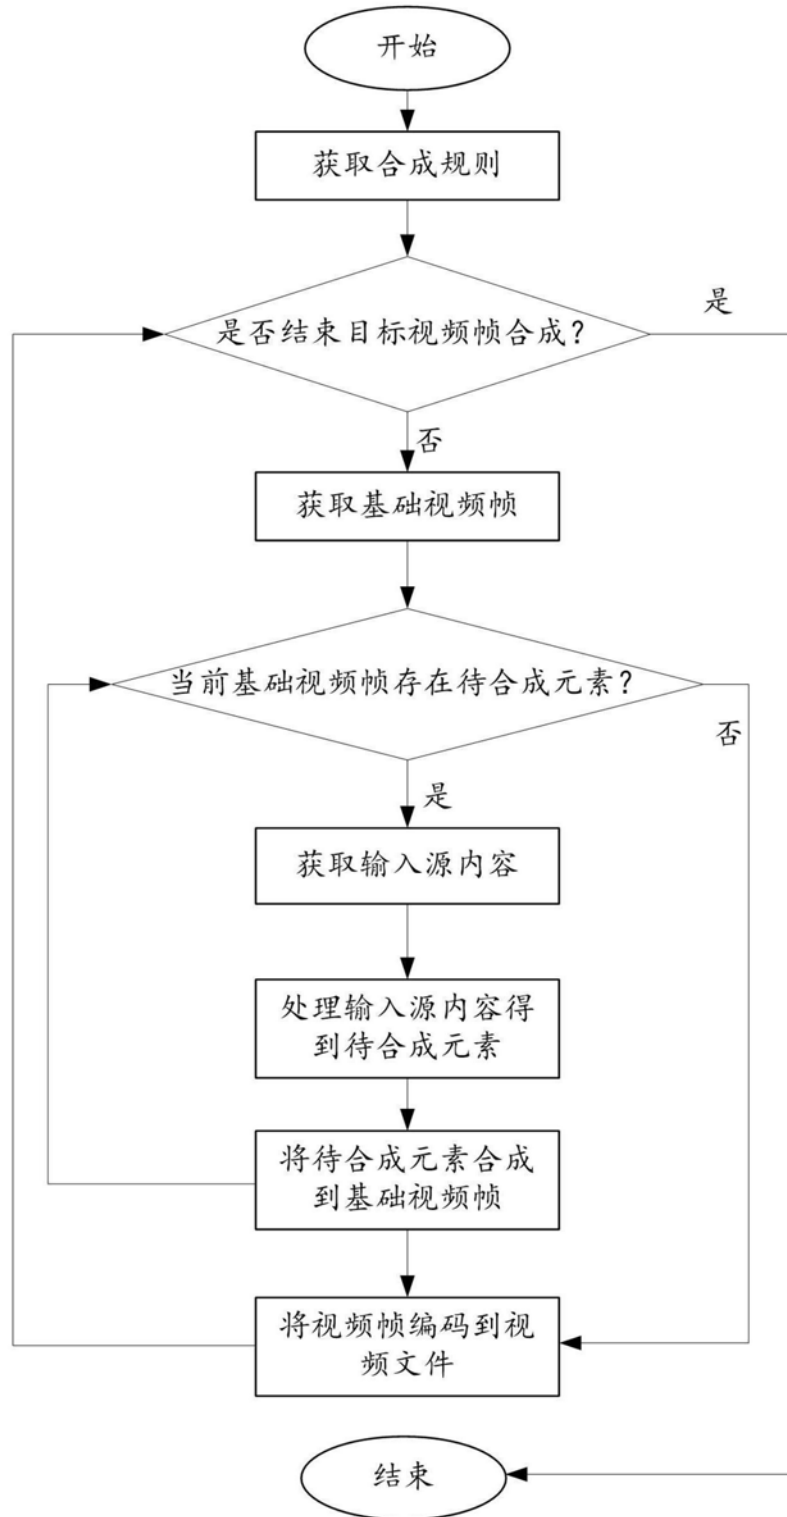 开始
获取合成规则
是否结束目标视频帧合成?
是
否
获取基础视频帧
当前基础视频帧存在待合成元素?
否
是
获取输入源内容
处理输入源内容得
到待合成元素
将待合成元素合成
到基础视频帧
将视频帧编码到视
频文件
结束